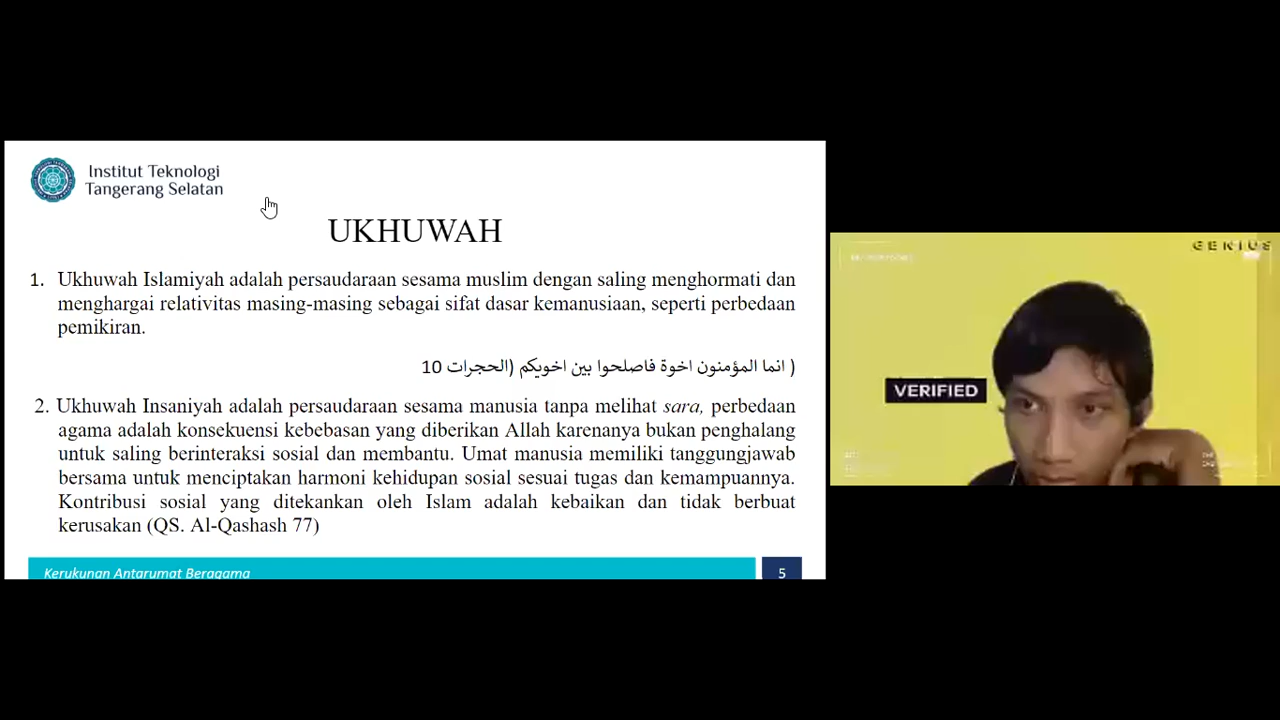 Institut Teknologi
Tangerang Selatan
UKHUWAH
1. Ukhuwah Islamiyah adalah persaudaraan sesama muslim dengan saling menghormati dan
menghargai relativitas masing-masing sebagai sifat dasar kemanusiaan, seperti perbedaan
pemikiran.
( انما المؤمنون اخوة فاصلحوا بين اخويكم (الحجرات 10
2. Ukhuwah Insaniyah adalah persaudaraan sesama manusia tanpa melihat sara, perbedaan
agama adalah konsekuensi kebebasan yang diberikan Allah karenanya bukan penghalang
untuk saling berinteraksi sosial dan membantu. Umat manusia memiliki tanggungjawab
bersama untuk menciptakan harmoni kehidupan sosial sesuai tugas dan kemampuannya.
Kontribusi sosial yang ditekankan oleh Islam adalah kebaikan dan tidak berbuat
kerusakan (QS. Al-Qashash 77)
Kerukunan Antarumat Beragama
5
GENIUS
VERIFIED